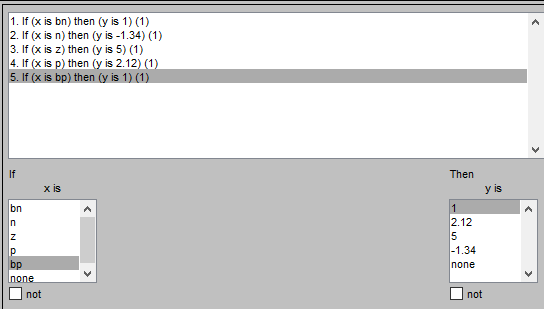 1. If (x is bn) then (y is 1) (1)
2. If (x is n) then (y is -1.34) (1)
3. If (x is z) then (y is 5) (1)
4. If (x is p) then (y is 2.12) (1)
5. If (x is bp) then (y is 1) (1)
If
Then
x is
y is
bn
n
z
p
bp
none
1
2.12
5
-1.34
none
not
not